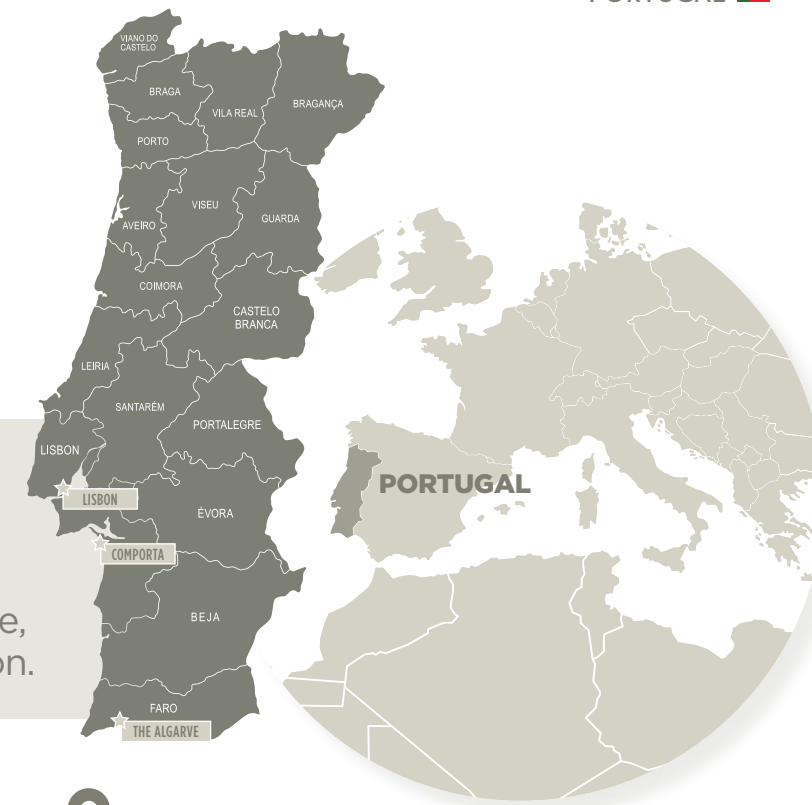 PORTUGAL
VIANO DO
CASTELO
BRAGA
VILA REAL
BRAGANÇA
PORTO
AVEIRO
VISEU
GUARDA
COIMORA
CASTELO
BRANCA
LEIRIA
SANTARÉM
PORTALEGRE
LISBON
LISBON
ÉVORA
COMPORTA
BEJA
FARO
THE ALGARVE
PORTUGAL
e,
on.